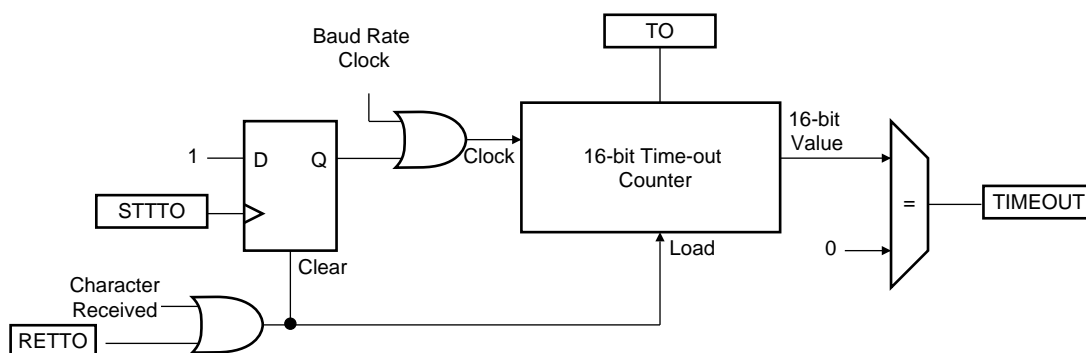 TO
Baud Rate
Clock
16-bit
Value
1
D
Q
Clock
16-bit Time-out
Counter
STTTO
=
TIMEOUT
Clear
Load
0
Character
Received
RETTO